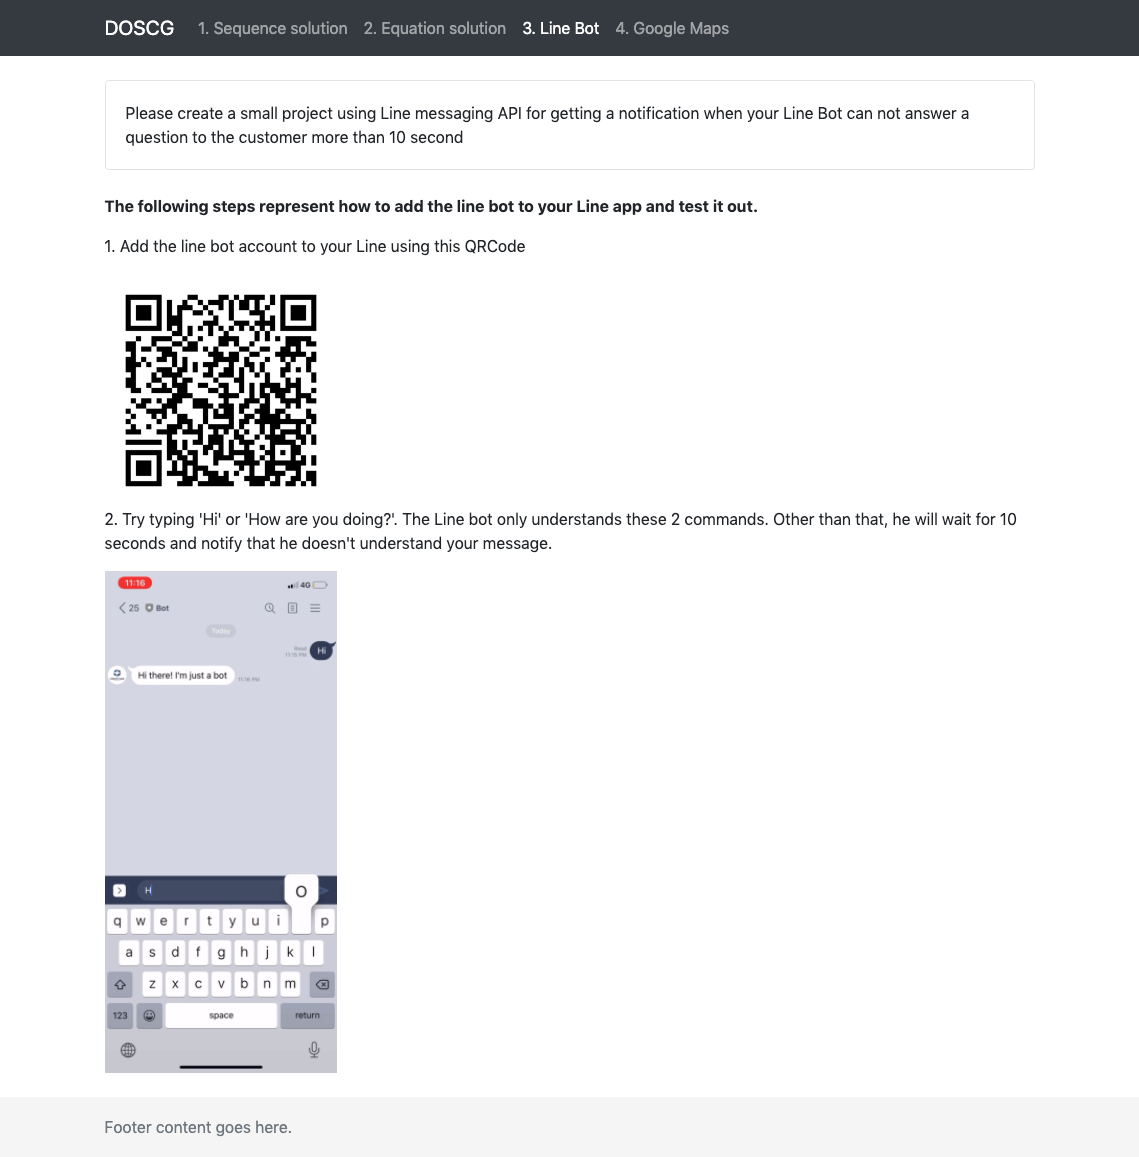 DOSCG 1. Sequence solution 2. Equation solution 3. Line Bot 4. Google Maps
Please create a small project using Line messaging API for getting a notification when your Line Bot can not answer a
question to the customer more than 10 second
The following steps represent how to add the line bot to your Line app and test it out.
1. Add the line bot account to your Line using this QRCode
2. Try typing 'Hi' or 'How are you doing?'. The Line bot only understands these 2 commands. Other than that, he will wait for 10
seconds and notify that he doesn't understand your message.
11:16 4G
25 Bot
Today
Read
11:15 PM Hi
Hi there! I'm just a bot 11:16 PM
H O
q w e r t y u i p
a s d f g h j k l
z x c v b n m
123 space return
Footer content goes here.